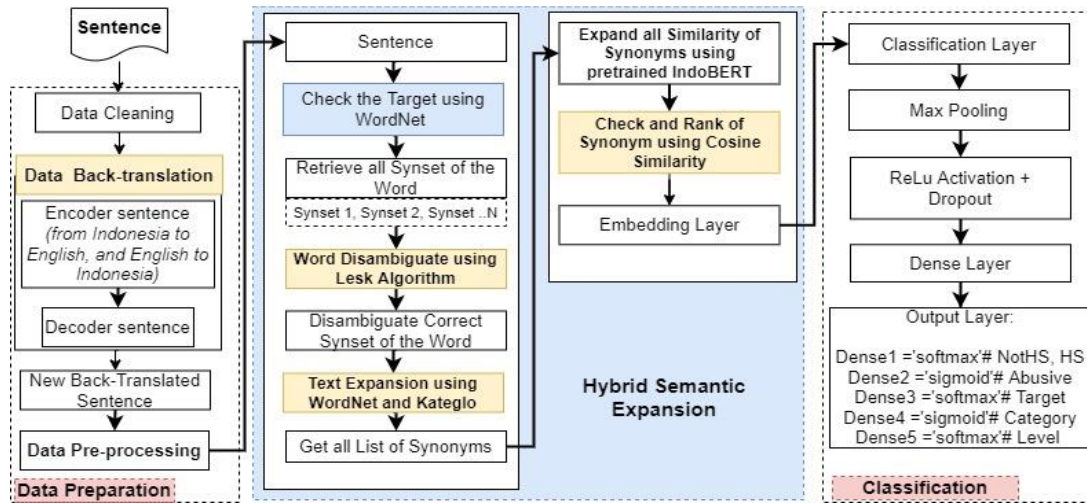 Sentence
Data Cleaning
Data Back-translation
Encoder sentence
(from Indonesia to
English, and English to
Indonesia)
Decoder sentence
New Back-Translated
Sentence
Data Pre-processing
Data Preparation
Sentence
Check the Target using
WordNet
Retrieve all Synset of the
Word
Synset 1, Synset 2, Synset ..N
Word Disambiguate using
Lesk Algorithm
Disambiguate Correct
Synset of the Word
Text Expansion using
WordNet and Kateglo
Get all List of Synonyms
Expand all Similarity of
Synonyms using
pretrained IndoBERT
Check and Rank of
Synonym using Cosine
Similarity
Embedding Layer
Hybrid Semantic
Expansion
Classification Layer
Max Pooling
ReLu Activation +
Dropout
Dense Layer
Output Layer:
Dense1 ='softmax'# NotHS, HS
Dense2 ='sigmoid'# Abusive
Dense3 ='softmax'# Target
Dense4 ='sigmoid'# Category
Dense5 ='softmax'# Level
Classification